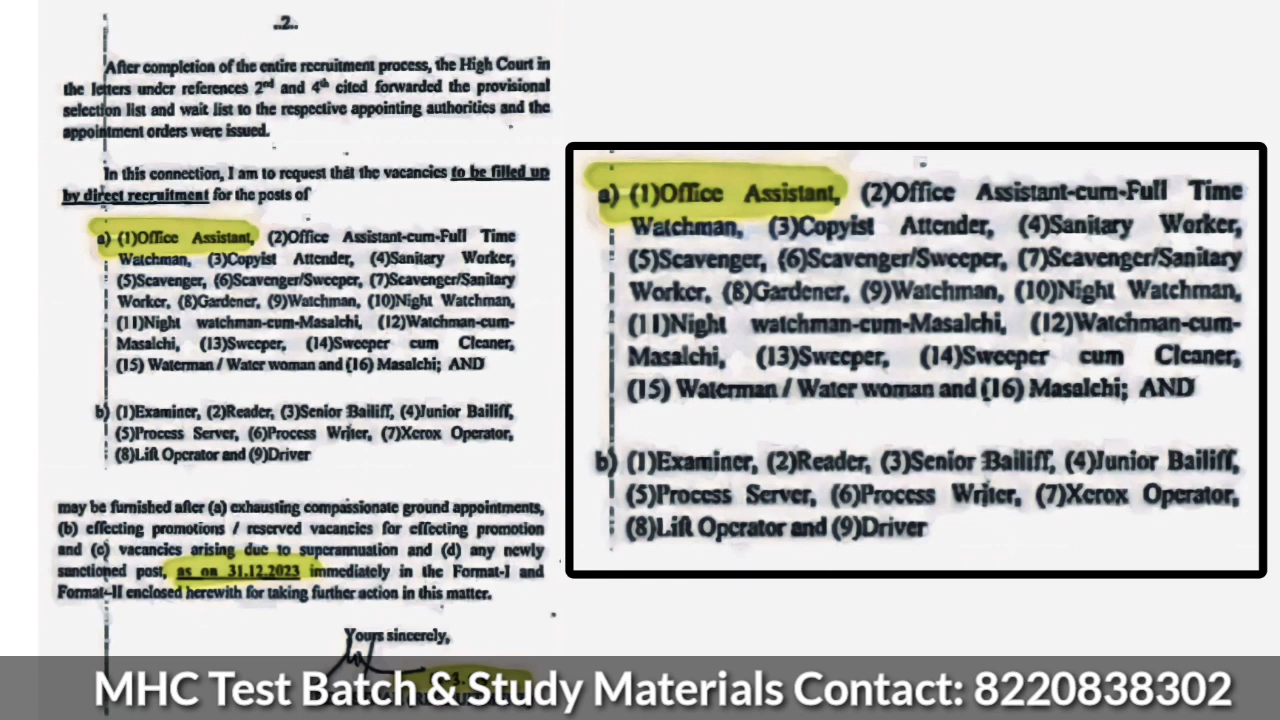 ..2..
After completion of the entire recruitment process, the High Court in
the letters under references 2nd and 4th cited forwarded the provisional
selection list and wait list to the respective appointing authorities and the
appointment orders were issued.
In this connection, I am to request that the vacancies to be filled up
by direct recruitment for the posts of
a) (1)Office Assistant, (2)Office Assistant-cum-Full Time
Watchman, (3)Copyist Attender, (4)Sanitary Worker,
(5)Scavenger, (6)Scavenger/Sweeper, (7)Scavenger/Sanitary
Worker, (8)Gardener, (9)Watchman, (10)Night Watchman,
(11)Night watchman-cum-Masalchi, (12)Watchman-cum-
Masalchi, (13)Sweeper, (14)Sweeper cum Cleaner,
(15) Waterman / Water woman and (16) Masalchi; AND
b) (1)Examiner, (2)Reader, (3)Senior Bailiff, (4)Junior Bailiff,
(5)Process Server, (6)Process Writer, (7)Xerox Operator,
(8)Lift Operator and (9)Driver
may be furnished after (a) exhausting compassionate ground appointments,
(b) effecting promotions / reserved vacancies for effecting promotion
and (c) vacancies arising due to superannuation and (d) any newly
sanctioned post, as on 31.12.2023 immediately in the Format-I and
Format-II enclosed herewith for taking further action in this matter.
Yours sincerely,
a) (1)Office Assistant, (2)Office Assistant-cum-Full Time
Watchman, (3)Copyist Attender, (4)Sanitary Worker,
(5)Scavenger, (6)Scavenger/Sweeper, (7)Scavenger/Sanitary
Worker, (8)Gardener, (9)Watchman, (10)Night Watchman,
(11)Night watchman-cum-Masalchi, (12)Watchman-cum-
Masalchi, (13)Sweeper, (14)Sweeper cum Cleaner,
(15) Waterman / Water woman and (16) Masalchi; AND
b) (1)Examiner, (2)Reader, (3)Senior Bailiff, (4)Junior Bailiff,
(5)Process Server, (6)Process Writer, (7)Xerox Operator,
(8)Lift Operator and (9)Driver
MHC Test Batch & Study Materials Contact: 8220838302